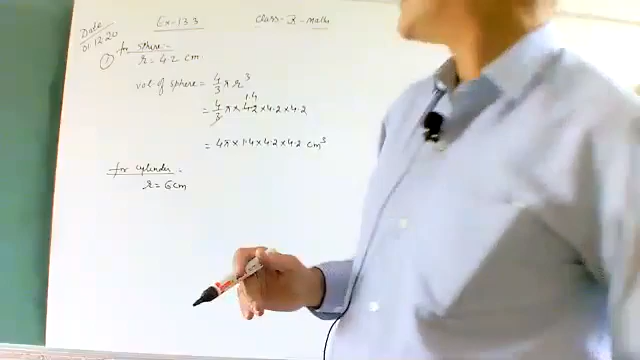 Date
01.12.20
Ex-13.3
Class- X - maths
① for sphere:-
r = 4.2 cm.
vol. of sphere = 4/3 π r³
1.4
= 4/3 π × 4.2 × 4.2 × 4.2
= 4π × 1.4 × 4.2 × 4.2 cm³
for cylinder -
r = 6cm